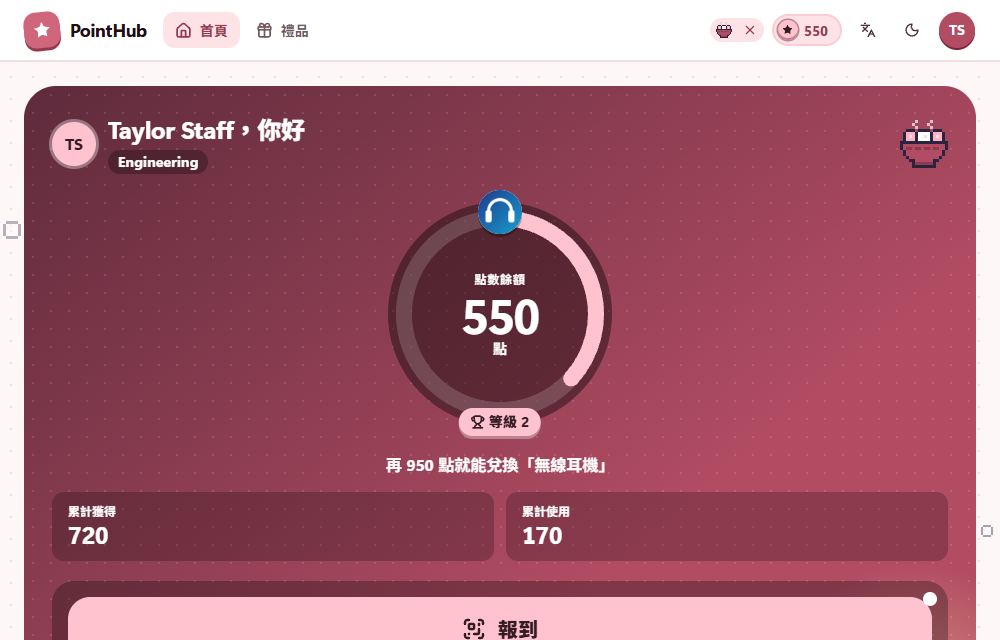 PointHub
首頁
禮品
550
TS
TS
Taylor Staff，你好
Engineering
點數餘額
550
點
等級 2
再 950 點就能兌換「無線耳機」
累計獲得
720
累計使用
170
報到